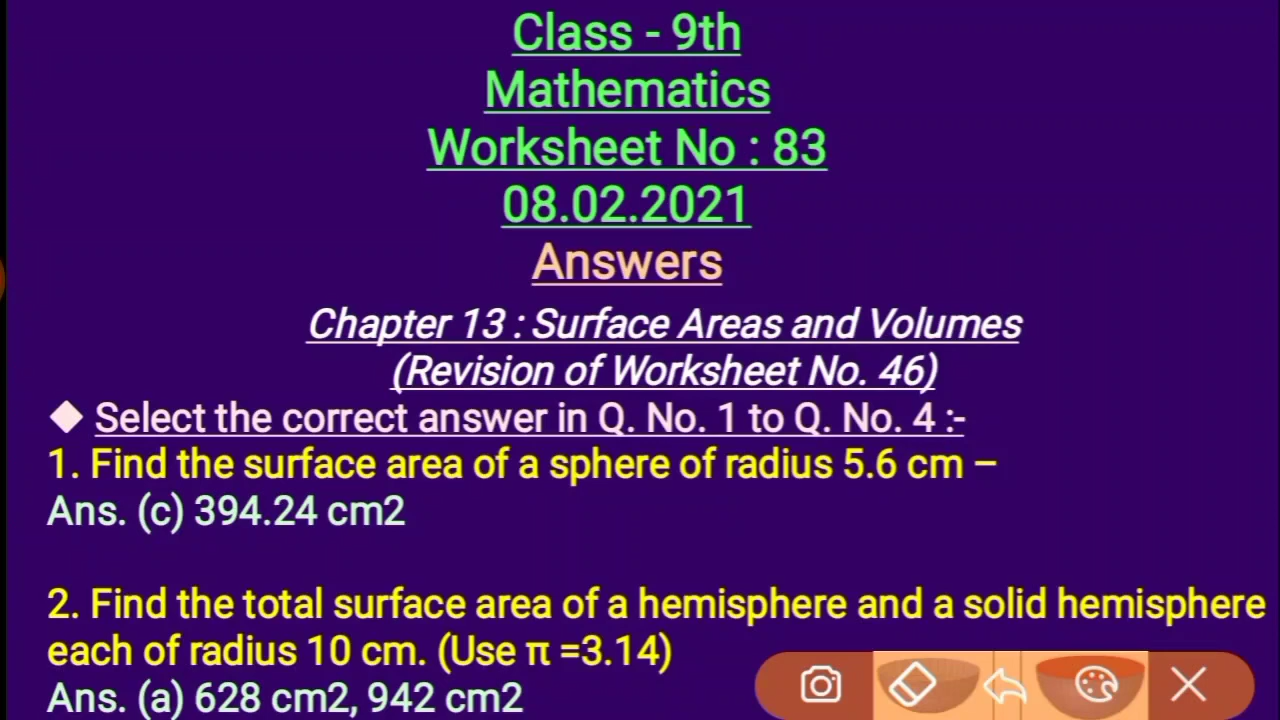 Class - 9th
Mathematics
Worksheet No : 83
08.02.2021
Answers
Chapter 13 : Surface Areas and Volumes
(Revision of Worksheet No. 46)
◆ Select the correct answer in Q. No. 1 to Q. No. 4 :-
1. Find the surface area of a sphere of radius 5.6 cm –
Ans. (c) 394.24 cm2
2. Find the total surface area of a hemisphere and a solid hemisphere
each of radius 10 cm. (Use π =3.14)
Ans. (a) 628 cm2, 942 cm2